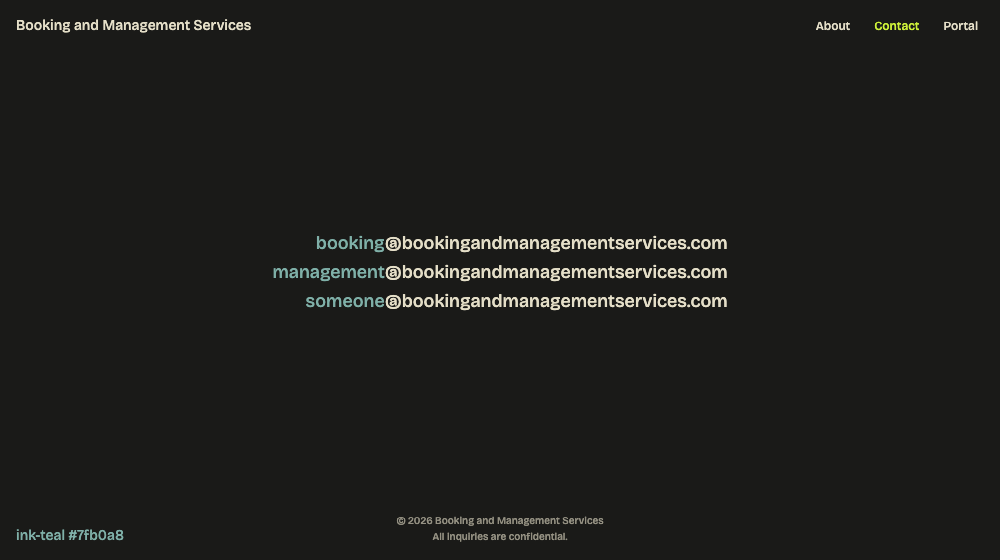 Booking and Management Services
About Contact Portal
booking@bookingandmanagementservices.com
management@bookingandmanagementservices.com
someone@bookingandmanagementservices.com
© 2026 Booking and Management Services
All inquiries are confidential.
ink-teal #7fb0a8